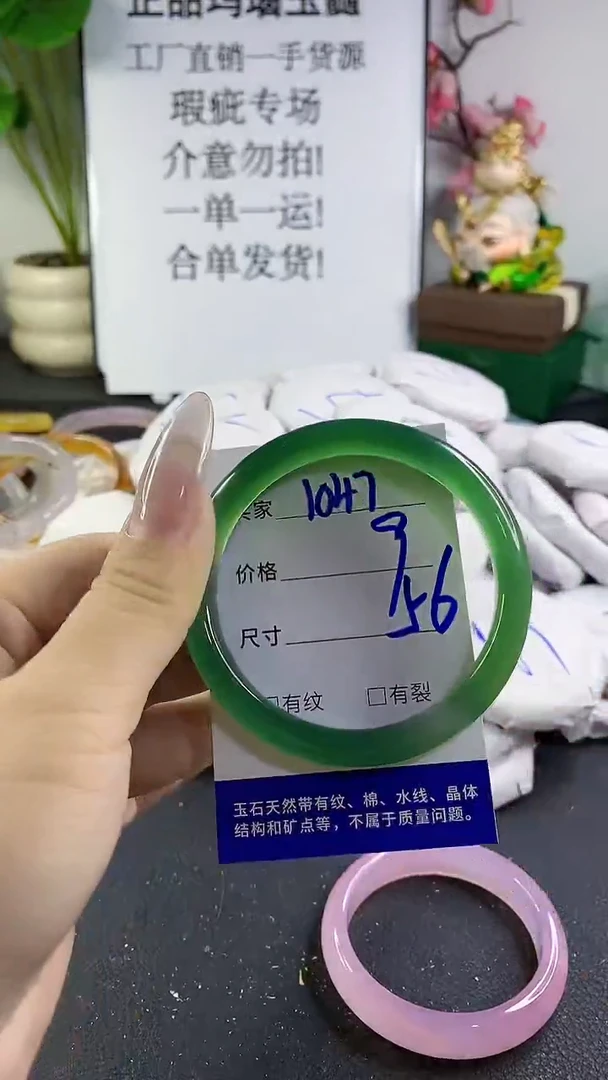 正品玛瑙玉髓
工厂直销一手货源
瑕疵专场
介意勿拍!
一单一运!
合单发货!
家 1047
价格
尺寸 56
□有纹 □有裂
玉石天然带有纹、棉、水线、晶体
结构和矿点等，不属于质量问题。